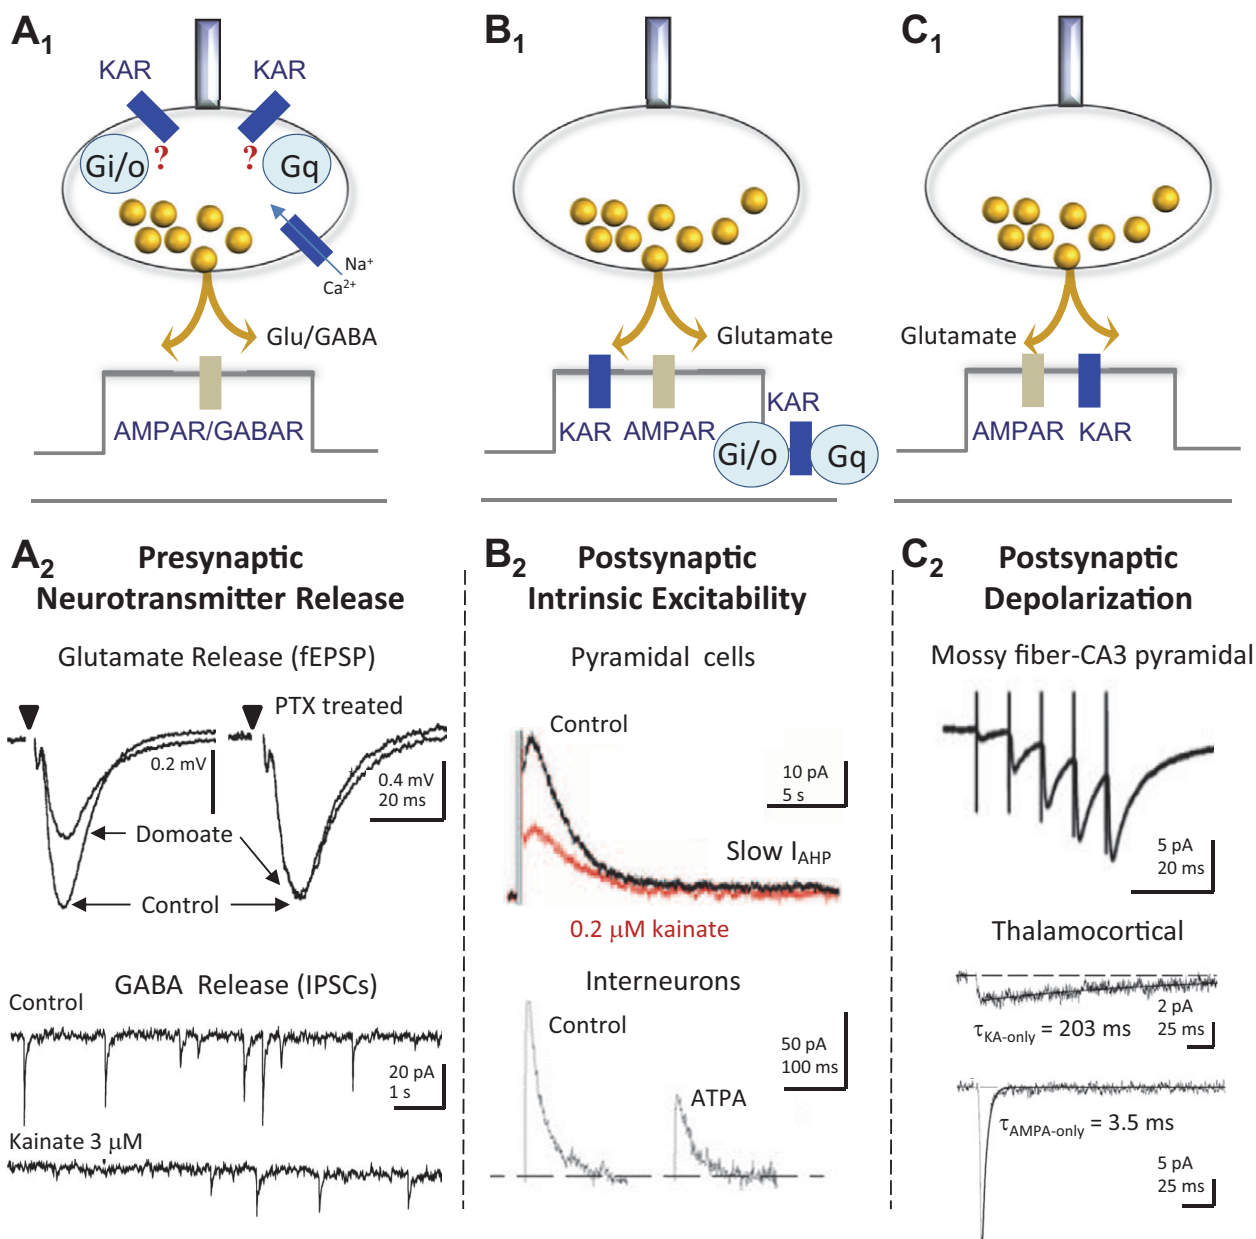 A1
KAR
KAR
Gi/o
?
?
Gq
Na+
Ca2+
Glu/GABA
AMPAR/GABAR
B1
Glutamate
KAR
KAR
AMPAR
Gi/o
Gq
C1
Glutamate
AMPAR
KAR
A2
Presynaptic
Neurotransmitter Release
Glutamate Release (fEPSP)
PTX treated
0.2 mV
0.4 mV
20 ms
Domoate
Control
GABA Release (IPSCs)
Control
20 pA
1 s
Kainate 3 μM
B2
Postsynaptic
Intrinsic Excitability
Pyramidal cells
Control
10 pA
5 s
Slow IAHP
0.2 μM kainate
Interneurons
Control
50 pA
100 ms
ATPA
C2
Postsynaptic
Depolarization
Mossy fiber-CA3 pyramidal
5 pA
20 ms
Thalamocortical
2 pA
25 ms
τKA-only = 203 ms
τAMPA-only = 3.5 ms
5 pA
25 ms